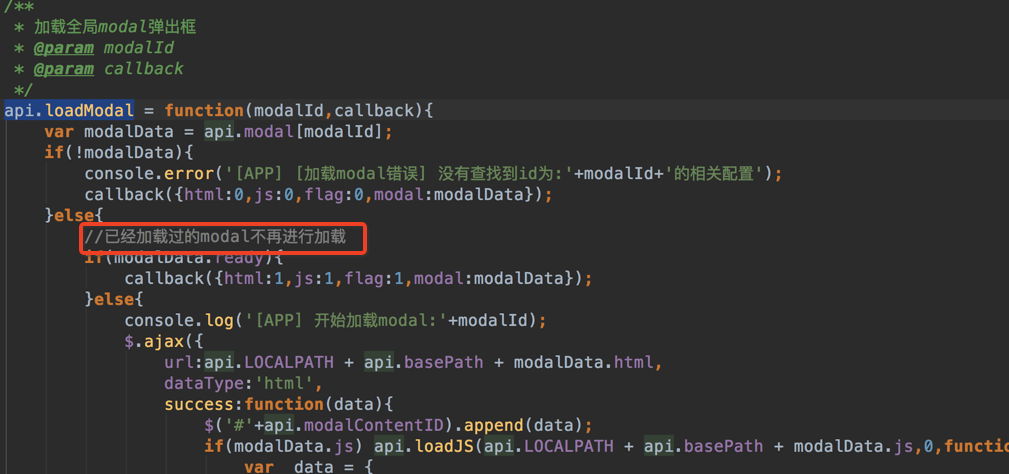 /**
 * 加载全局modal弹出框
 * @param modalId
 * @param callback
 */
api.loadModal = function(modalId,callback){
    var modalData = api.modal[modalId];
    if(!modalData){
        console.error('[APP] [加载modal错误] 没有查找到id为:'+modalId+'的相关配置');
        callback({html:0,js:0,flag:0,modal:modalData});
    }else{
        //已经加载过的modal不再进行加载
        if(modalData.ready){
            callback({html:1,js:1,flag:1,modal:modalData});
        }else{
            console.log('[APP] 开始加载modal:'+modalId);
            $.ajax({
                url:api.LOCALPATH + api.basePath + modalData.html,
                dataType:'html',
                success:function(data){
                    $('#'+api.modalContentID).append(data);
                    if(modalData.js) api.loadJS(api.LOCALPATH + api.basePath + modalData.js,0,functio
                        var  data = {